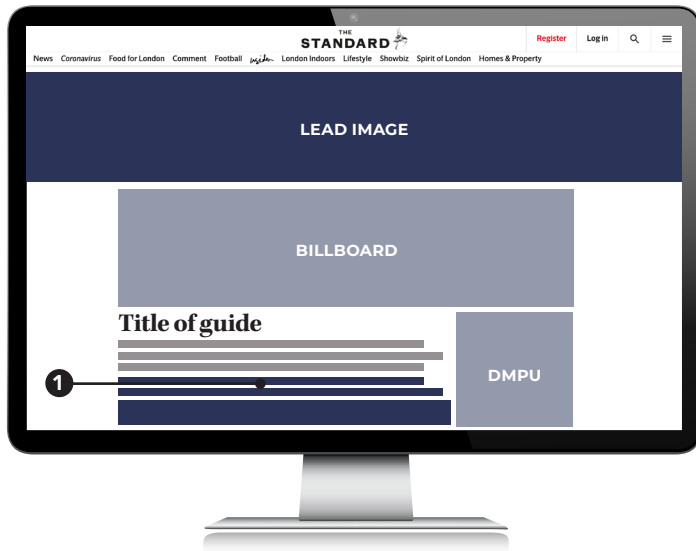 THE
STANDARD
Register Log in
News Coronavirus Food for London Comment Football Insider London Indoors Lifestyle Showbiz Spirit of London Homes & Property
LEAD IMAGE
BILLBOARD
Title of guide
DMPU
1